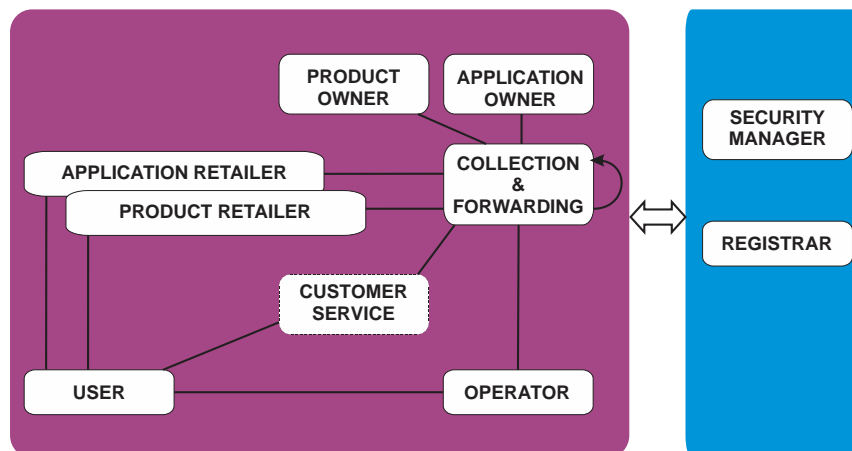 PRODUCT
OWNER
APPLICATION
OWNER
SECURITY
MANAGER
APPLICATION RETAILER
COLLECTION
&
FORWARDING
PRODUCT RETAILER
REGISTRAR
CUSTOMER
SERVICE
USER
OPERATOR